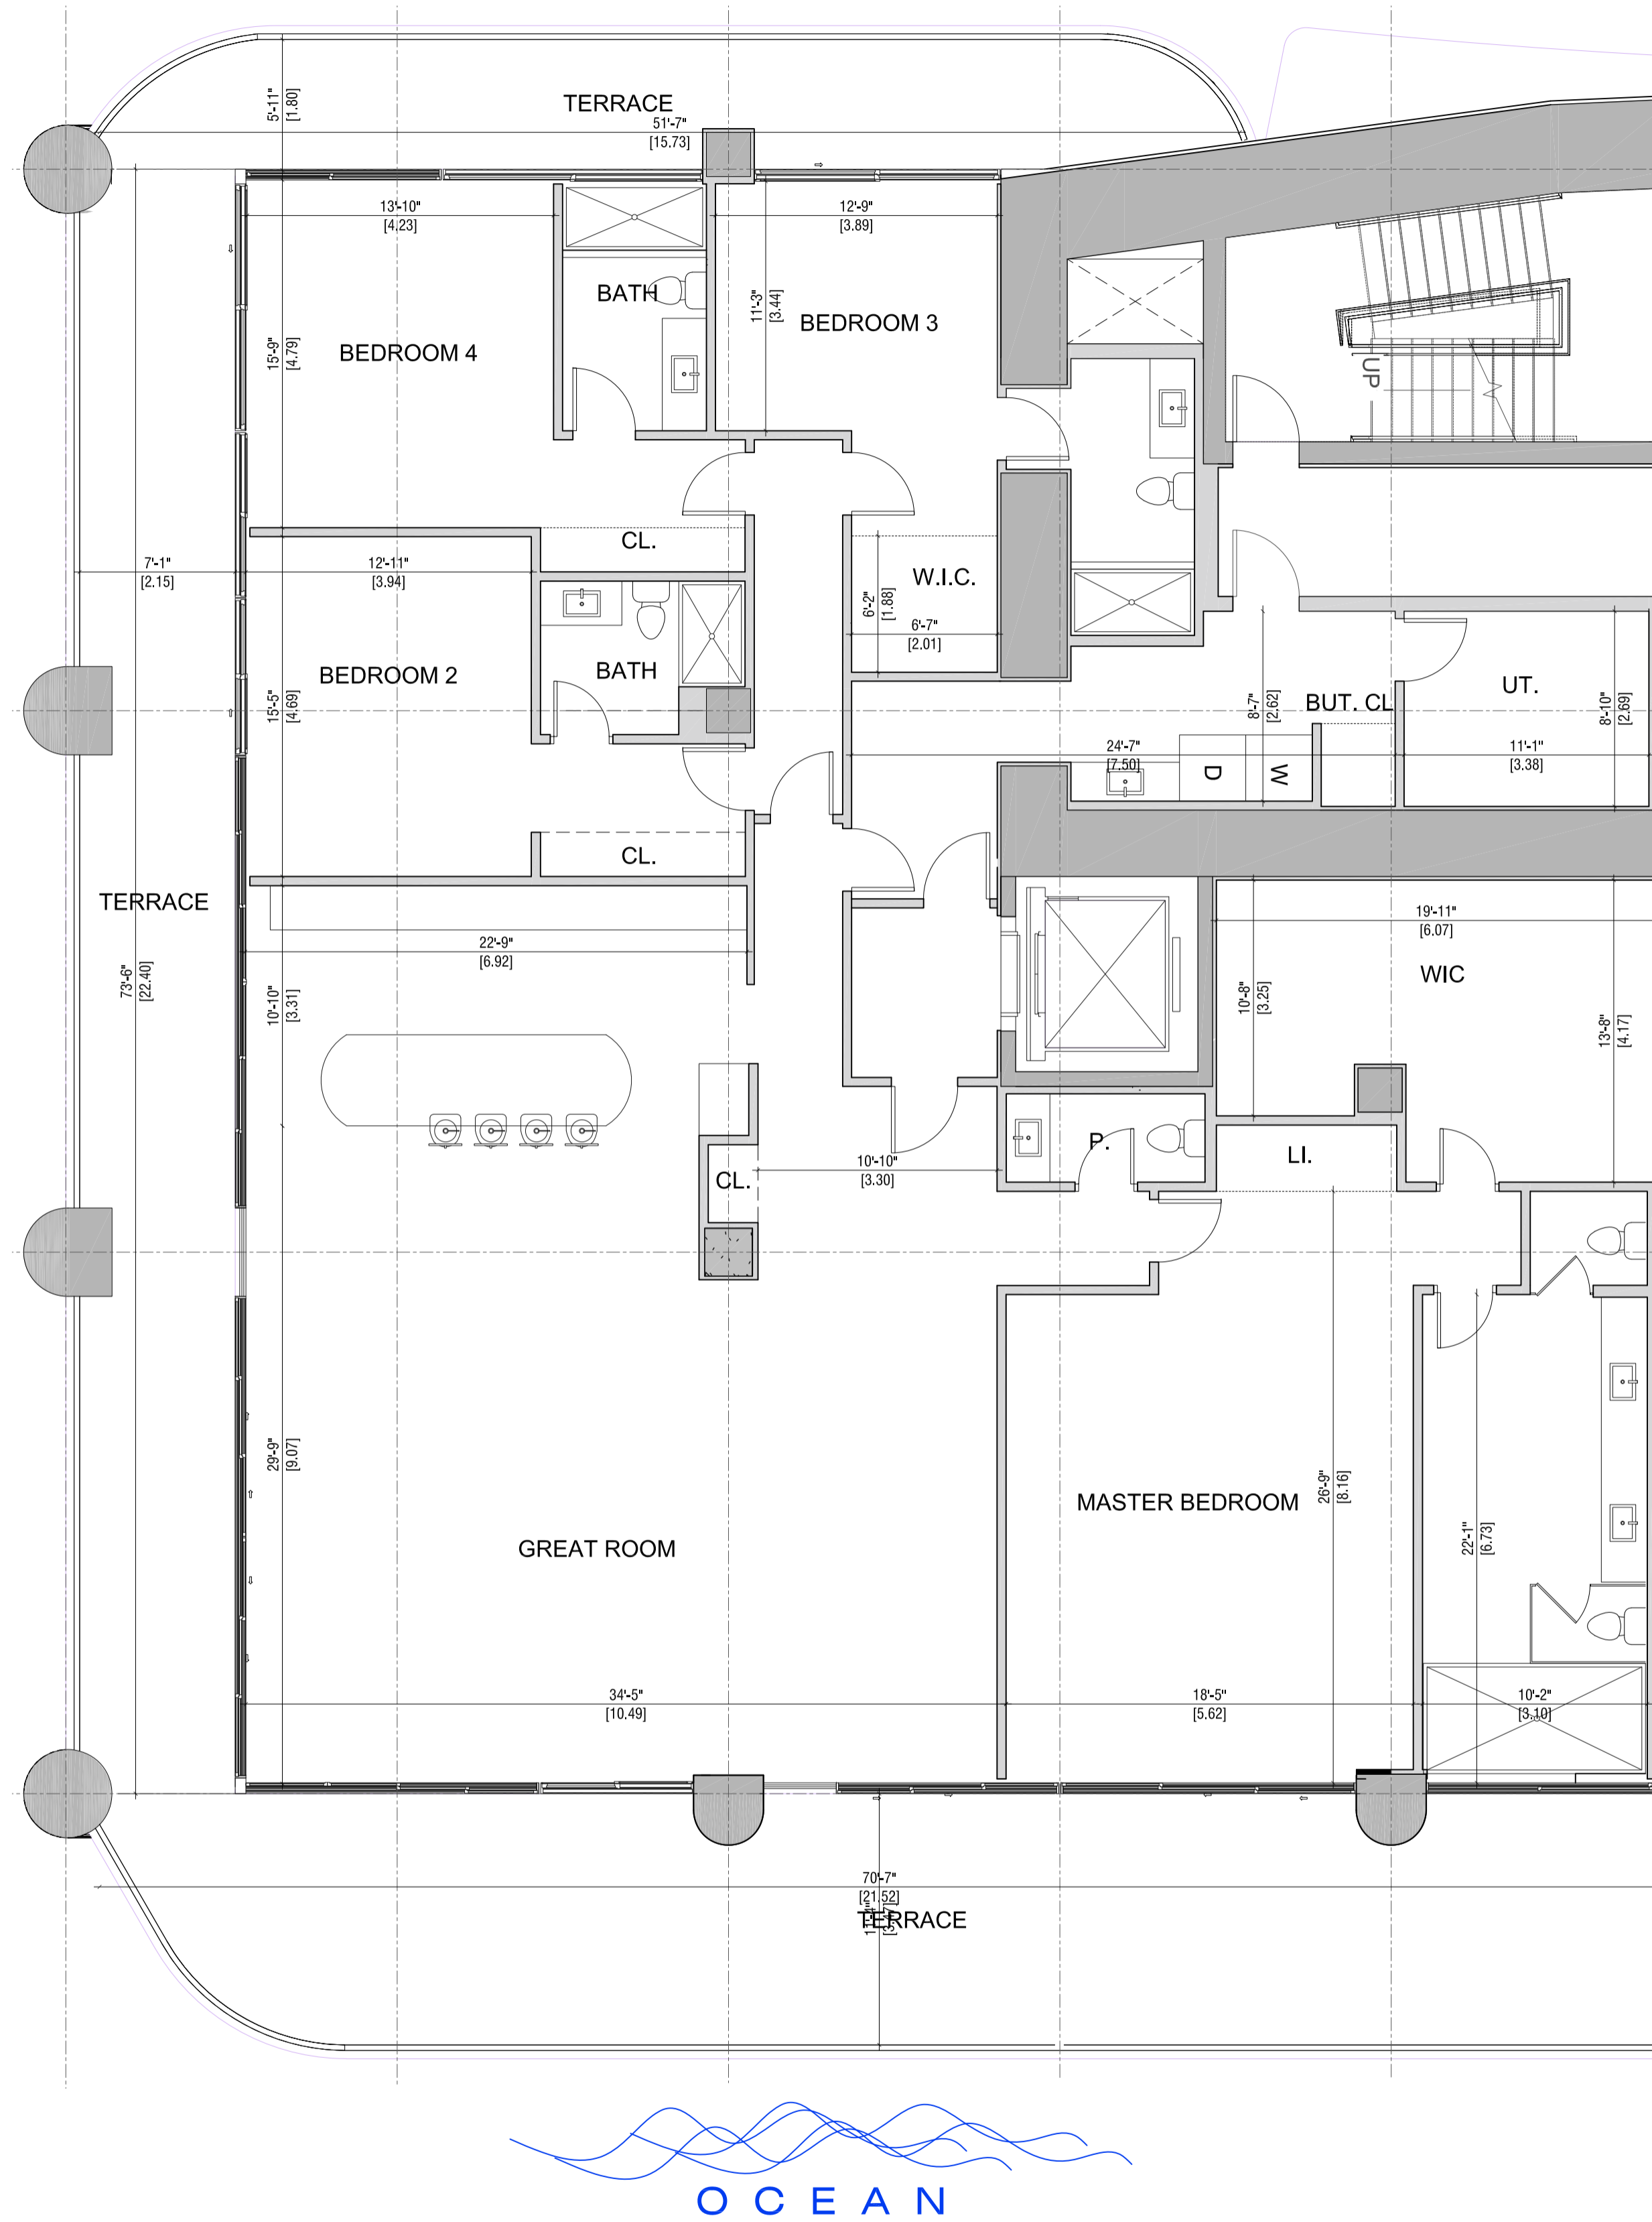 TERRACE
5'-11"
[1.80]
51'-7"
[15.73]
13'-10"
[4.23]
12'-9"
[3.89]
BATH
11'-3"
[3.44]
BEDROOM 3
BEDROOM 4
15'-9"
[4.79]
UP
CL.
7'-1"
[2.15]
12'-11"
[3.94]
W.I.C.
6'-2"
[1.88]
6'-7"
[2.01]
BEDROOM 2
BATH
15'-5"
[4.69]
8'-7"
[2.62]
BUT. CL
UT.
8'-10"
[2.69]
24'-7"
[7.50]
D
W
11'-1"
[3.38]
CL.
TERRACE
73'-6"
[22.40]
22'-9"
[6.92]
10'-10"
[3.31]
19'-11"
[6.07]
WIC
10'-8"
[3.25]
13'-8"
[4.17]
P.
LI.
CL.
10'-10"
[3.30]
29'-9"
[9.07]
MASTER BEDROOM
26'-9"
[8.16]
22'-1"
[6.73]
GREAT ROOM
34'-5"
[10.49]
18'-5"
[5.62]
10'-2"
[3.10]
70'-7"
[21.52]
TERRACE
OCEAN